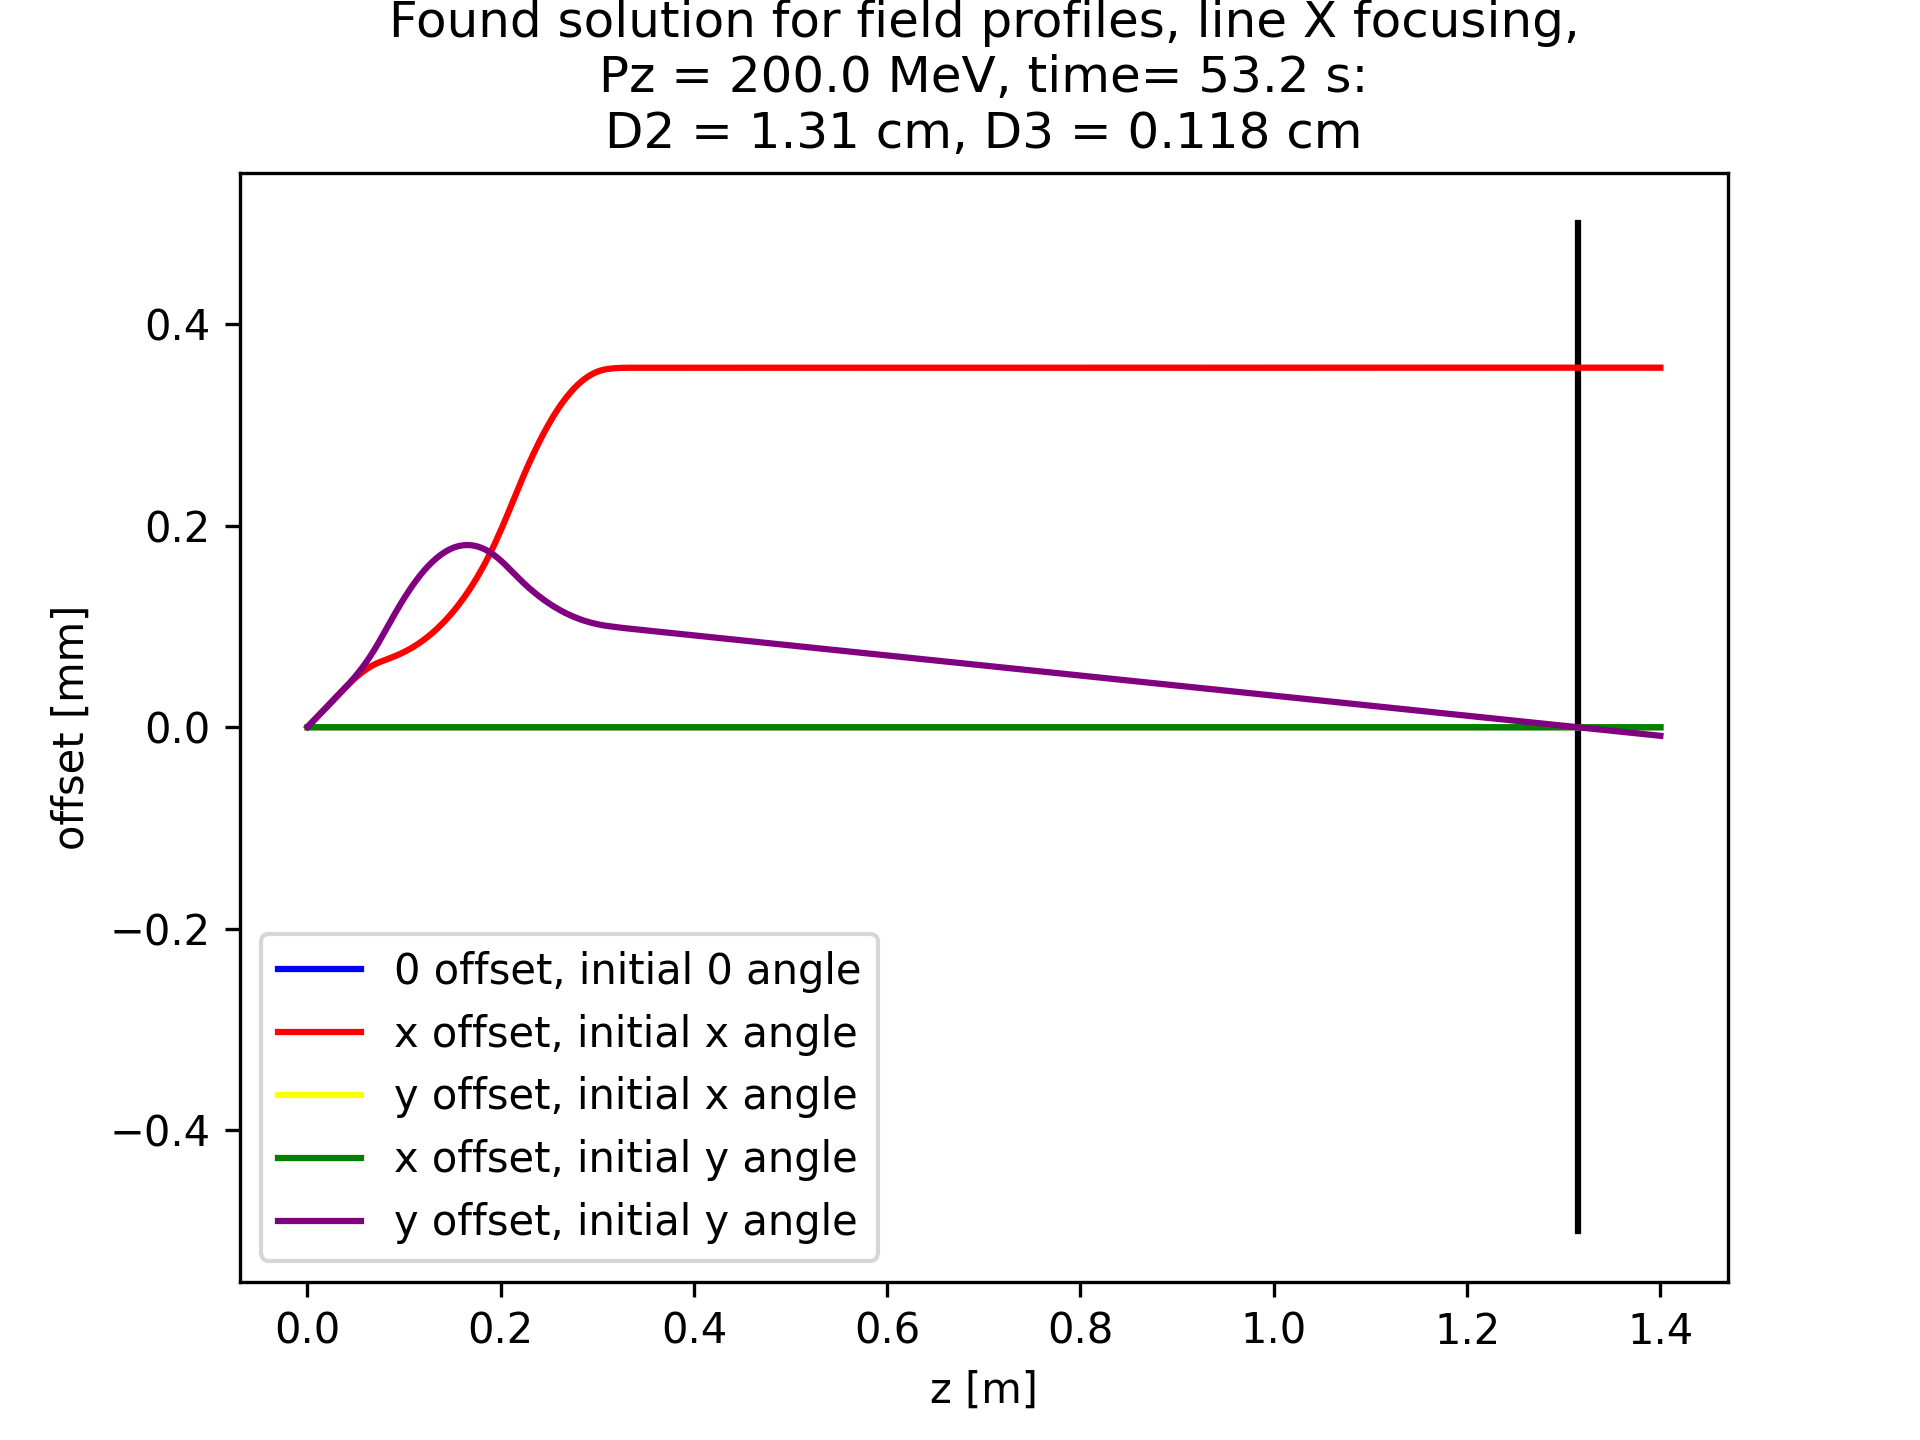 Found solution for field profiles, line X focusing,
Pz = 200.0 MeV, time= 53.2 s:
D2 = 1.31 cm, D3 = 0.118 cm
offset [mm]
0.4
0.2
0.0
−0.2
−0.4
0 offset, initial 0 angle
x offset, initial x angle
y offset, initial x angle
x offset, initial y angle
y offset, initial y angle
0.0 0.2 0.4 0.6 0.8 1.0 1.2 1.4
z [m]